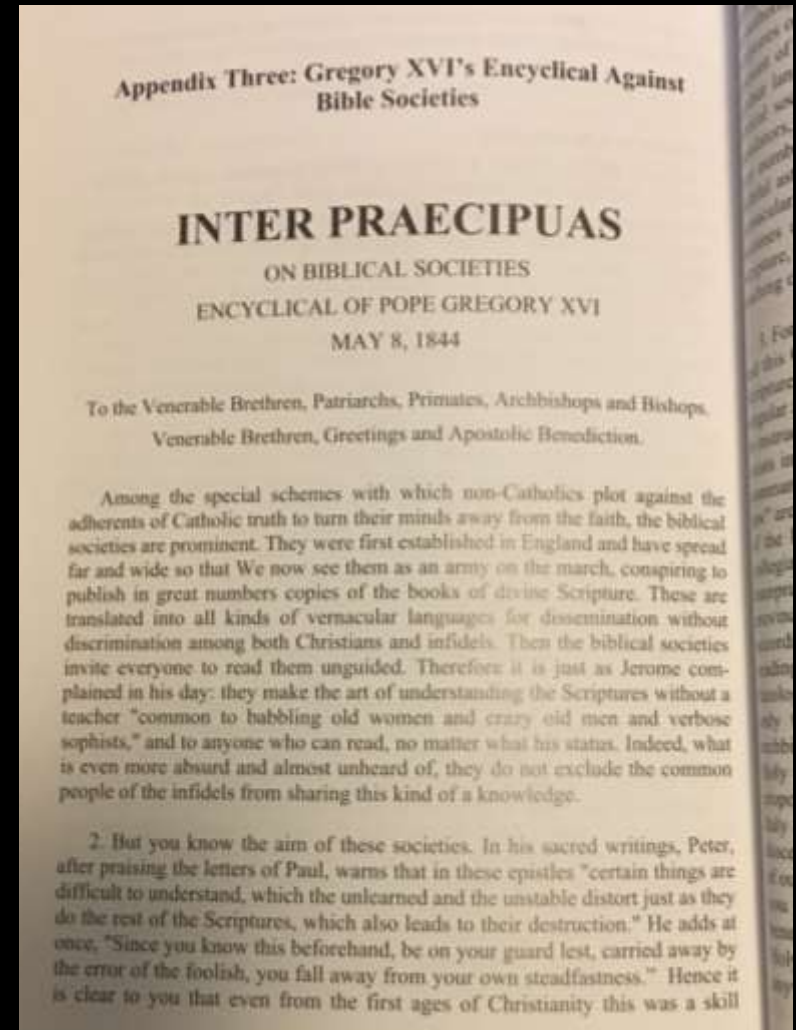 Appendix Three: Gregory XVI's Encyclical Against
Bible Societies
INTER PRAECIPUAS
ON BIBLICAL SOCIETIES
ENCYCLICAL OF POPE GREGORY XVI
MAY 8, 1844
To the Venerable Brethren, Patriarchs, Primates, Archbishops and Bishops.
Venerable Brethren, Greetings and Apostolic Benediction.
Among the special schemes with which non-Catholics plot against the
adherents of Catholic truth to turn their minds away from the faith, the biblical
societies are prominent. They were first established in England and have spread
far and wide so that We now see them as an army on the march, conspiring to
publish in great numbers copies of the books of divine Scripture. These are
translated into all kinds of vernacular languages for dissemination without
discrimination among both Christians and infidels. Then the biblical societies
invite everyone to read them unguided. Therefore it is just as Jerome com-
plained in his day: they make the art of understanding the Scriptures without a
teacher "common to babbling old women and crazy old men and verbose
sophists," and to anyone who can read, no matter what his status. Indeed, what
is even more absurd and almost unheard of, they do not exclude the common
people of the infidels from sharing this kind of a knowledge.
2. But you know the aim of these societies. In his sacred writings, Peter,
after praising the letters of Paul, warns that in these epistles "certain things are
difficult to understand, which the unlearned and the unstable distort just as they
do the rest of the Scriptures, which also leads to their destruction." He adds at
once, "Since you know this beforehand, be on your guard lest, carried away by
the error of the foolish, you fall away from your own steadfastness." Hence it
is clear to you that even from the first ages of Christianity this was a skill